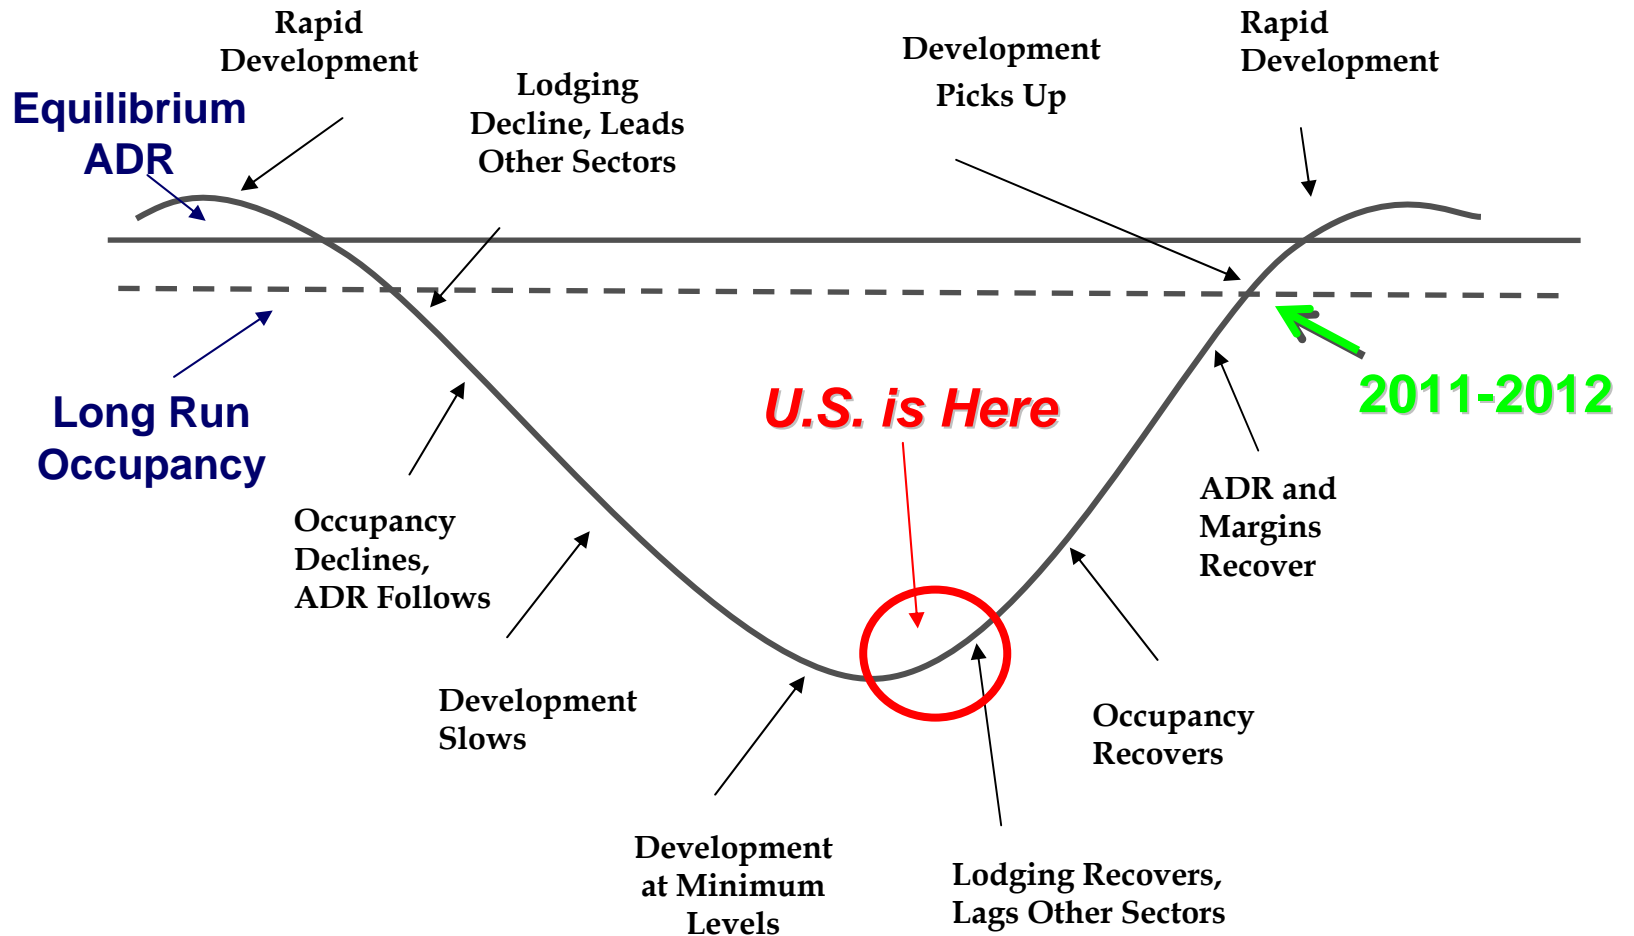 Rapid
Development
Equilibrium
ADR
Lodging
Decline, Leads
Other Sectors
Development
Picks Up
Rapid
Development
Long Run
Occupancy
U.S. is Here
2011-2012
Occupancy
Declines,
ADR Follows
ADR and
Margins
Recover
Development
Slows
Occupancy
Recovers
Development
at Minimum
Levels
Lodging Recovers,
Lags Other Sectors